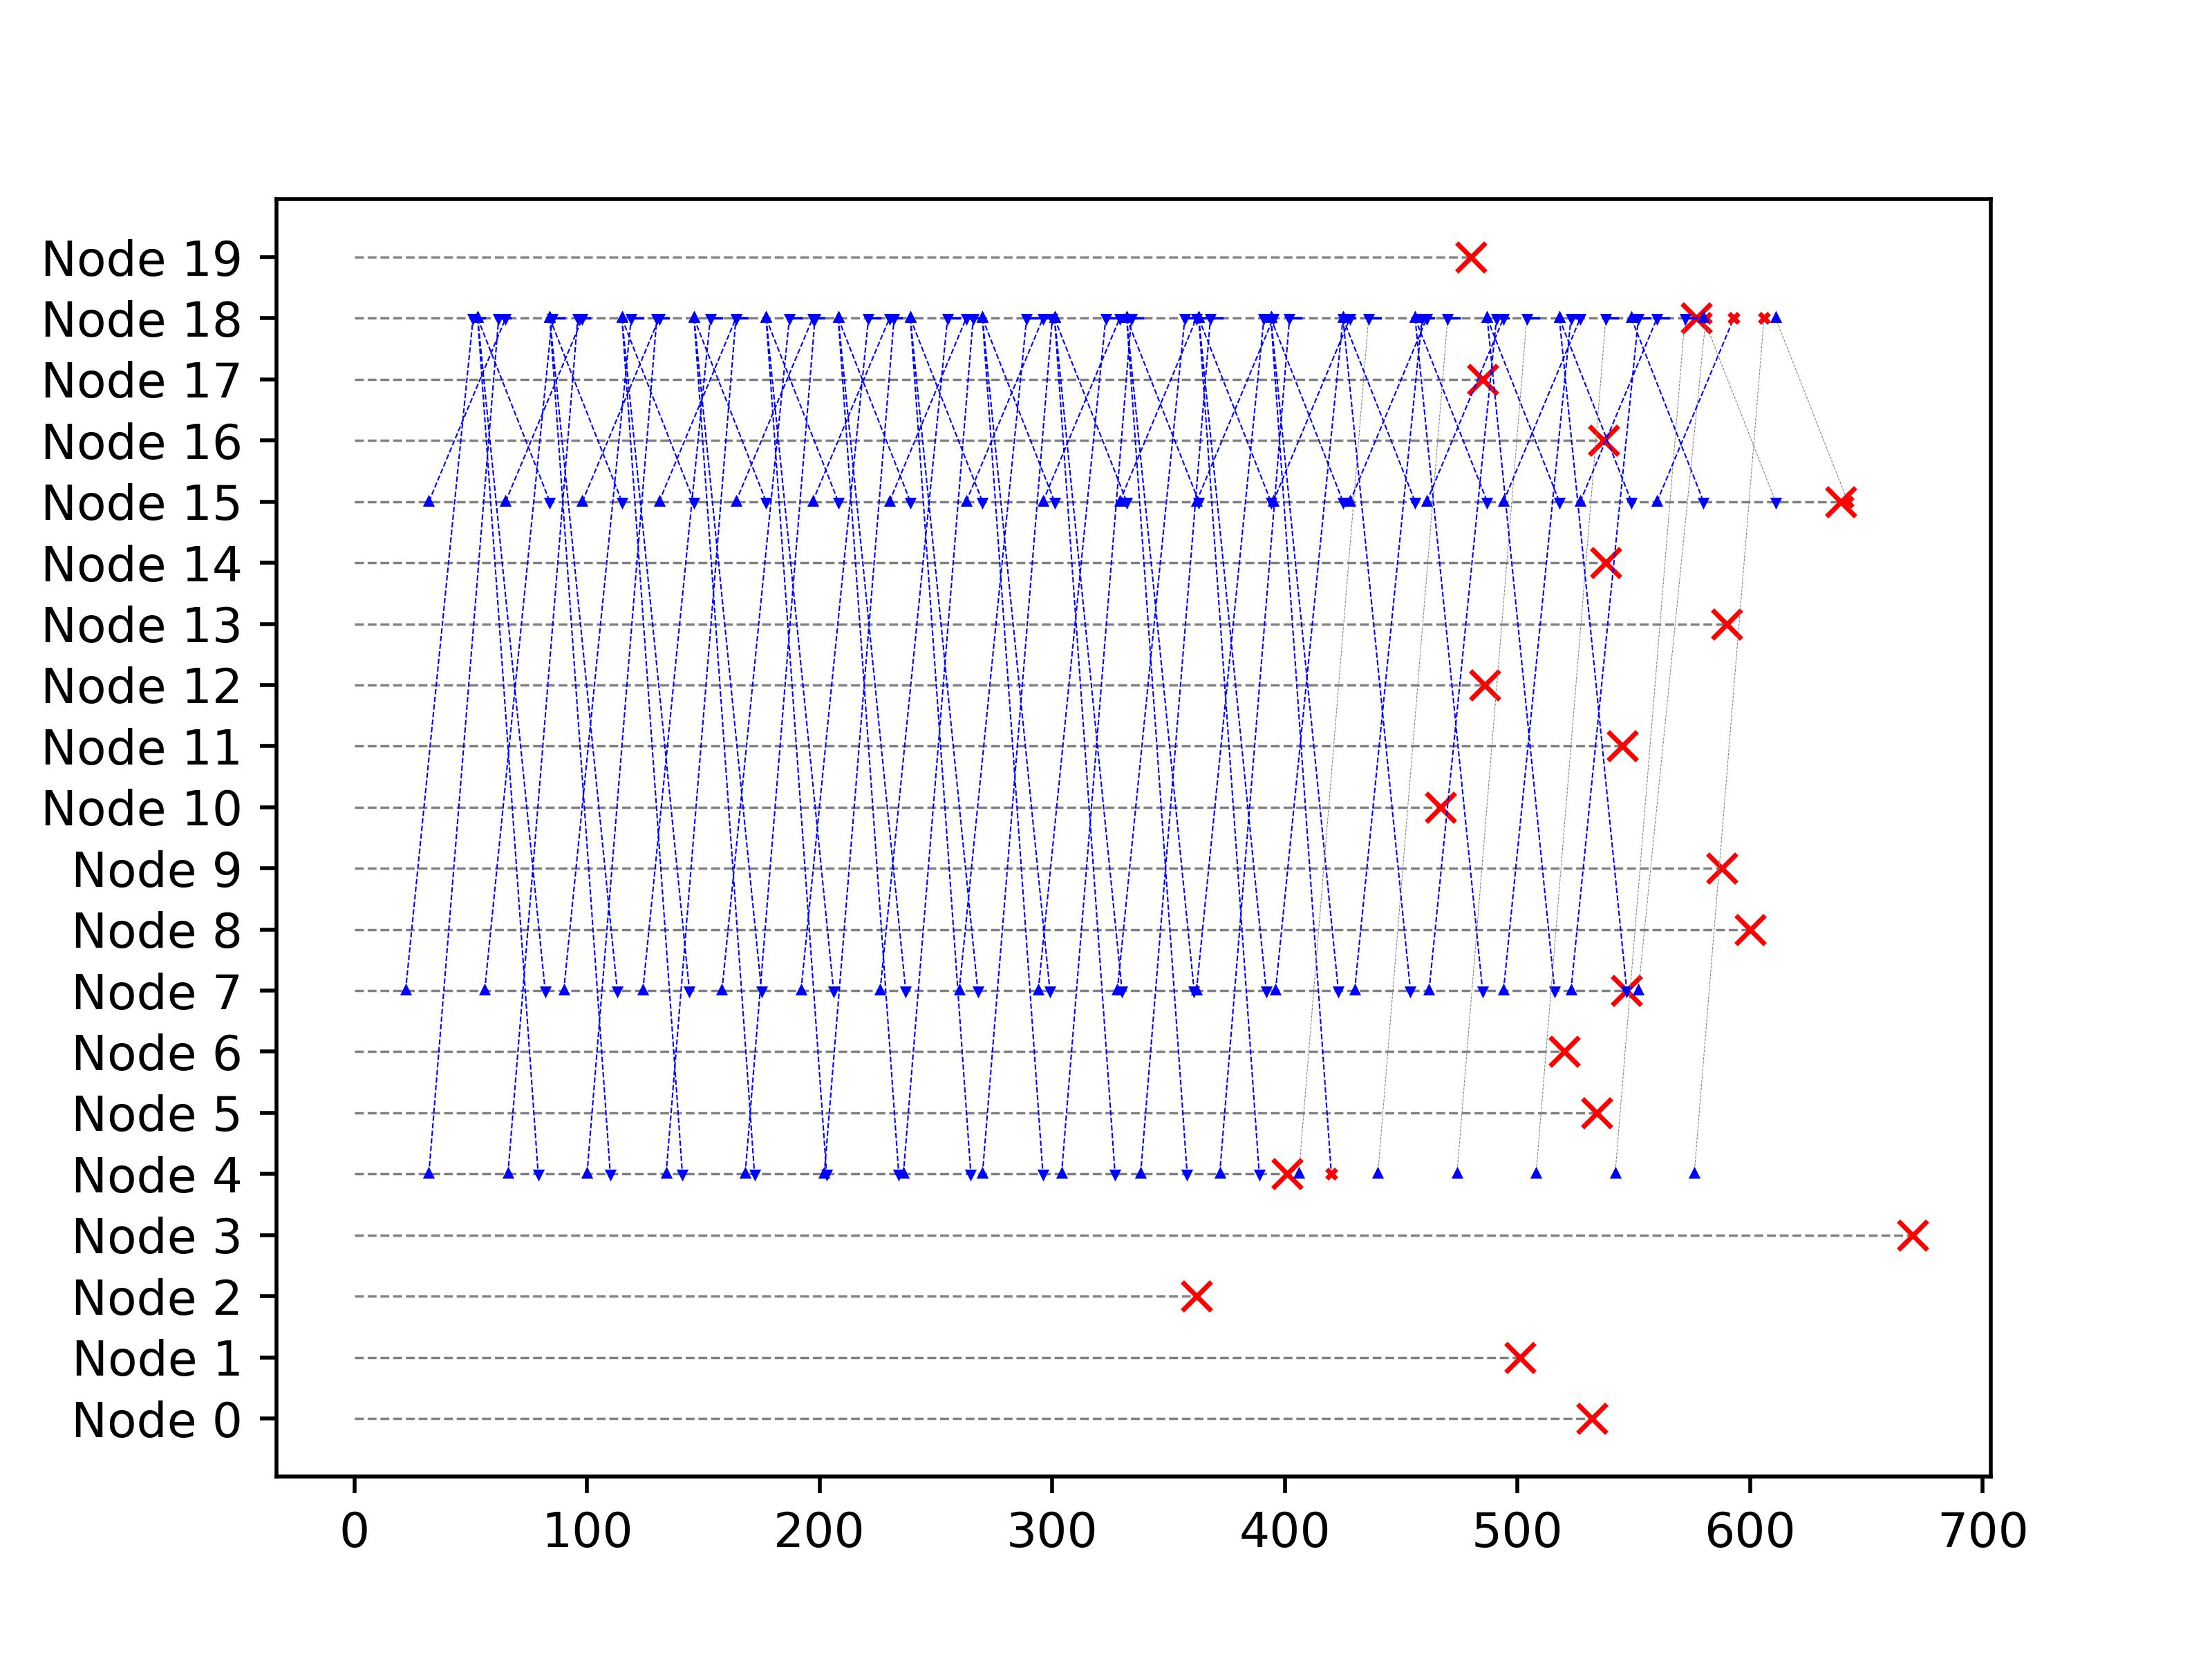 Node 19
Node 18
Node 17
Node 16
Node 15
Node 14
Node 13
Node 12
Node 11
Node 10
Node 9
Node 8
Node 7
Node 6
Node 5
Node 4
Node 3
Node 2
Node 1
Node 0
0 100 200 300 400 500 600 700